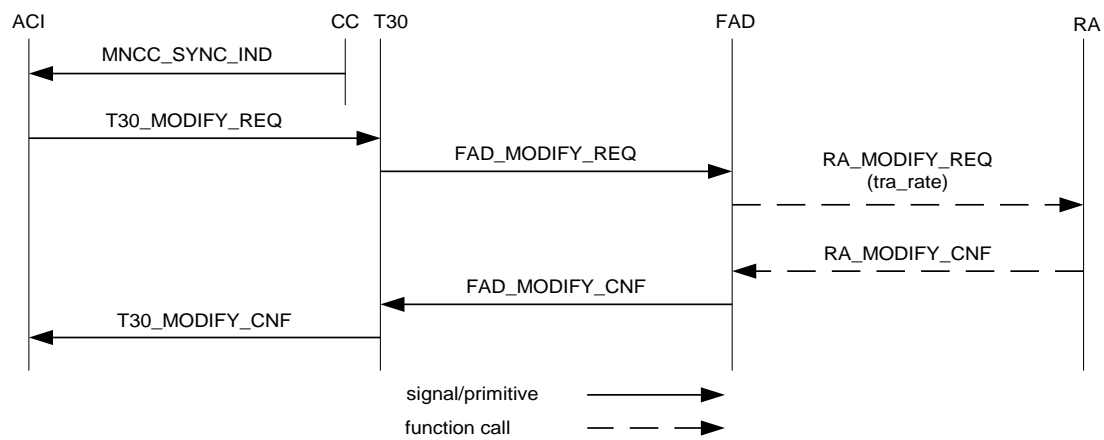 ACI CC T30 FAD RA
MNCC_SYNC_IND
T30_MODIFY_REQ
FAD_MODIFY_REQ
RA_MODIFY_REQ
(tra_rate)
RA_MODIFY_CNF
FAD_MODIFY_CNF
T30_MODIFY_CNF
signal/primitive
function call